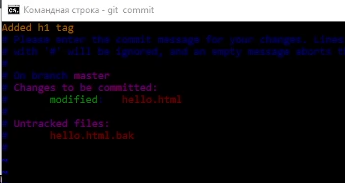 Командная строка - git commit
Added h1 tag
# Please enter the commit message for your changes. Lines
# with '#' will be ignored, and an empty message aborts t
#
# On branch master
# Changes to be committed:
#       modified:   hello.html
#
# Untracked files:
#       hello.html.bak
#
~
~